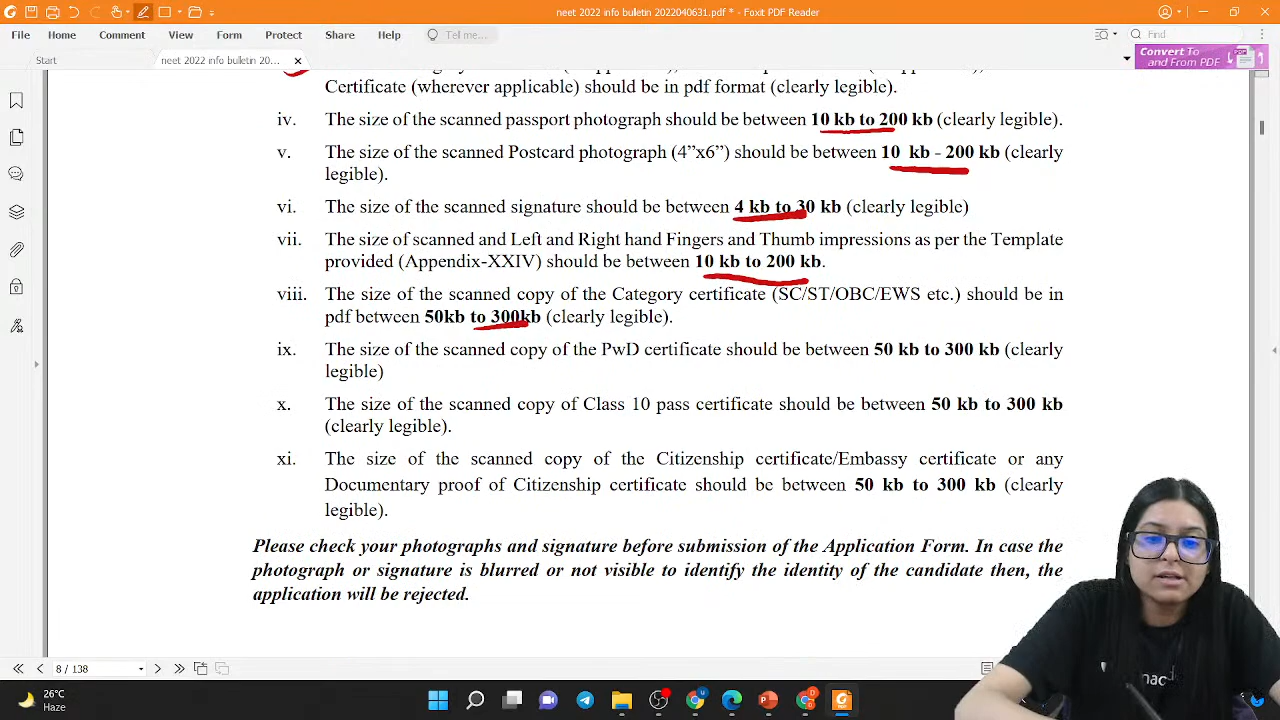 neet 2022 info buletin 2022040631.pdf * - Foxit PDF Reader
File Home Comment View Form Protect Share Help Tell me... Find
Start neet 2022 info buletin 20... Convert To
and From PDF
Certificate (wherever applicable) should be in pdf format (clearly legible).
iv. The size of the scanned passport photograph should be between 10 kb to 200 kb (clearly legible).
v. The size of the scanned Postcard photograph (4”x6”) should be between 10 kb - 200 kb (clearly
legible).
vi. The size of the scanned signature should be between 4 kb to 30 kb (clearly legible)
vii. The size of scanned and Left and Right hand Fingers and Thumb impressions as per the Template
provided (Appendix-XXIV) should be between 10 kb to 200 kb.
viii. The size of the scanned copy of the Category certificate (SC/ST/OBC/EWS etc.) should be in
pdf between 50kb to 300kb (clearly legible).
ix. The size of the scanned copy of the PwD certificate should be between 50 kb to 300 kb (clearly
legible)
x. The size of the scanned copy of Class 10 pass certificate should be between 50 kb to 300 kb
(clearly legible).
xi. The size of the scanned copy of the Citizenship certificate/Embassy certificate or any
Documentary proof of Citizenship certificate should be between 50 kb to 300 kb (clearly
legible).
Please check your photographs and signature before submission of the Application Form. In case the
photograph or signature is blurred or not visible to identify the identity of the candidate then, the
application will be rejected.
8 / 138
26°C
Haze